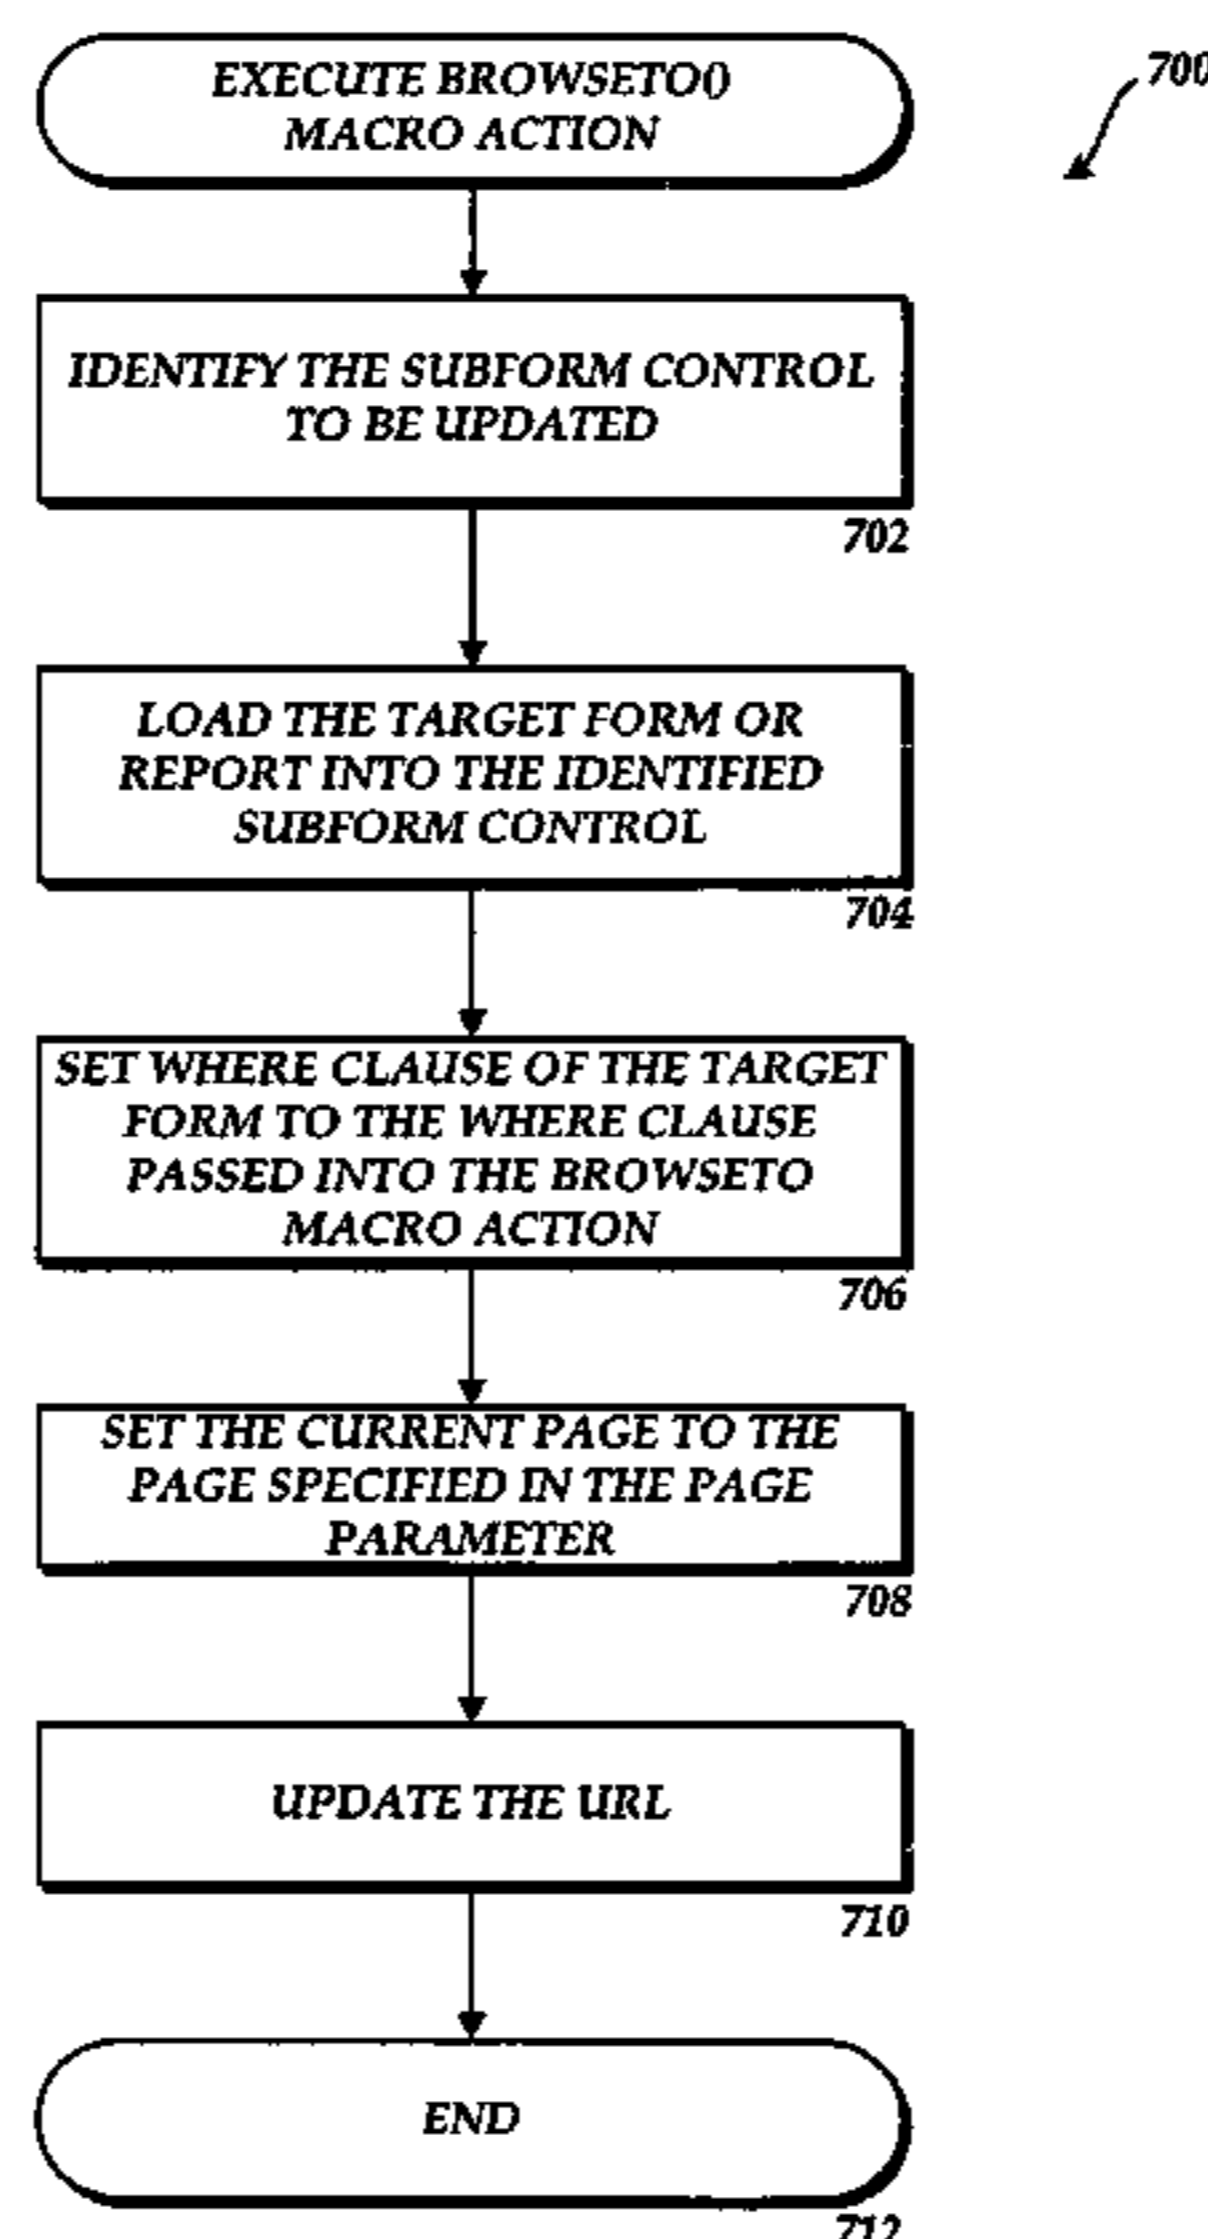 EXECUTE BROWSETO()
MACRO ACTION
700
IDENTIFY THE SUBFORM CONTROL
TO BE UPDATED
702
LOAD THE TARGET FORM OR
REPORT INTO THE IDENTIFIED
SUBFORM CONTROL
704
SET WHERE CLAUSE OF THE TARGET
FORM TO THE WHERE CLAUSE
PASSED INTO THE BROWSETO
MACRO ACTION
706
SET THE CURRENT PAGE TO THE
PAGE SPECIFIED IN THE PAGE
PARAMETER
708
UPDATE THE URL
710
END
712